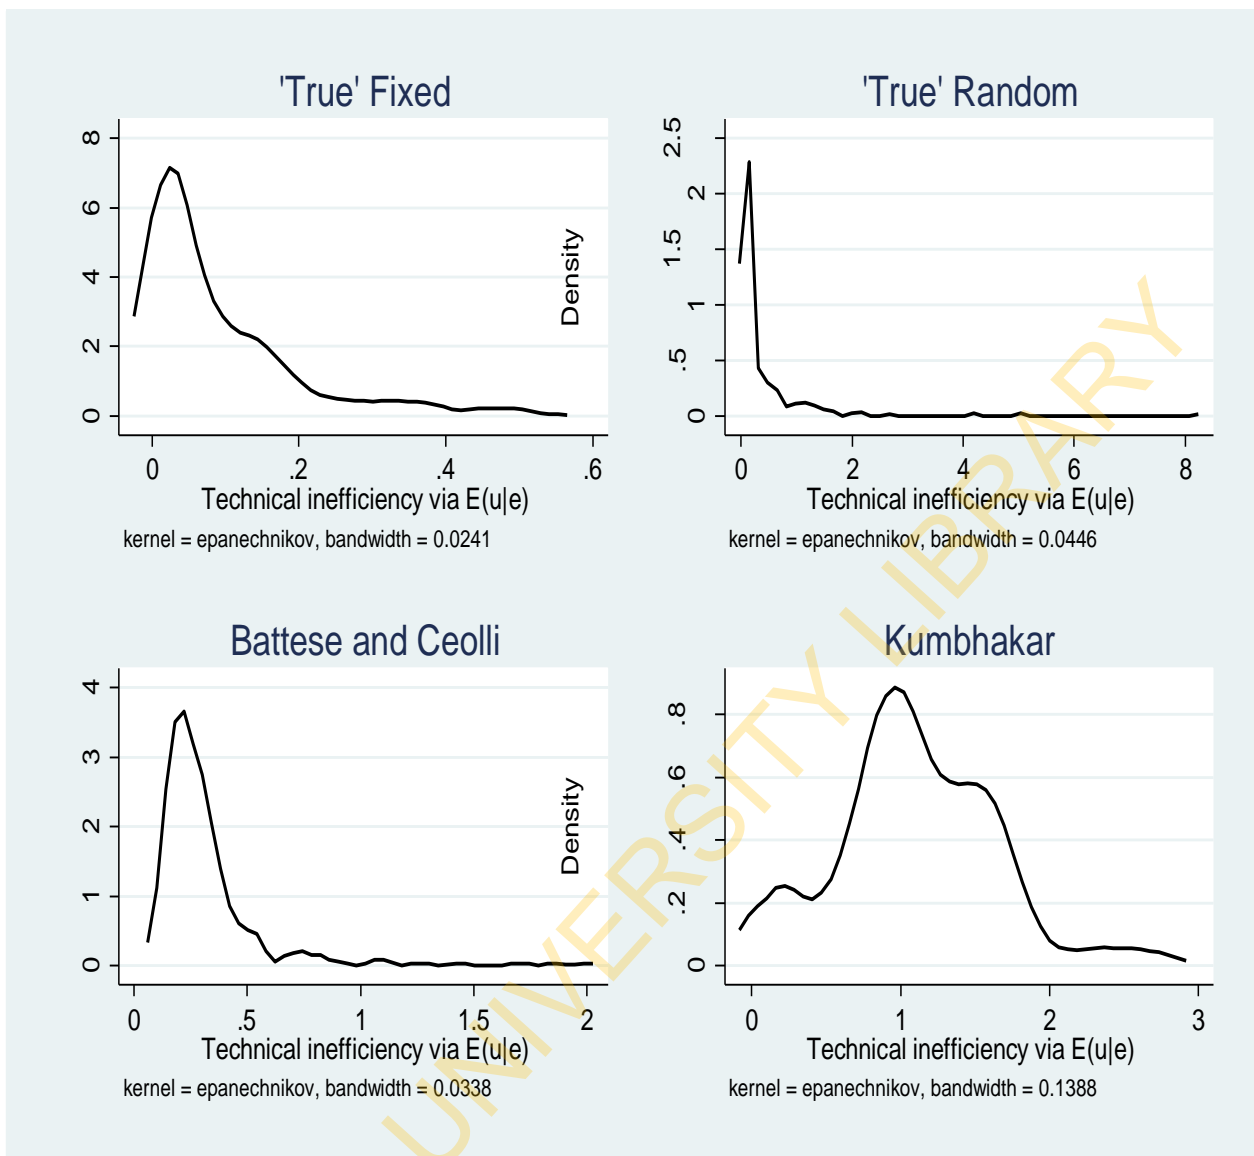 'True' Fixed
8
6
4
2
0
0 .2 .4 .6
Technical inefficiency via E(u|e)
kernel = epanechnikov, bandwidth = 0.0241
'True' Random
Density
2.5
2
1.5
1
.5
0
0 2 4 6 8
Technical inefficiency via E(u|e)
kernel = epanechnikov, bandwidth = 0.0446
Battese and Ceolli
4
3
2
1
0
0 .5 1 1.5 2
Technical inefficiency via E(u|e)
kernel = epanechnikov, bandwidth = 0.0338
Kumbhakar
Density
.8
.6
.4
.2
0
0 1 2 3
Technical inefficiency via E(u|e)
kernel = epanechnikov, bandwidth = 0.1388
UNIVERSITY LIBRARY